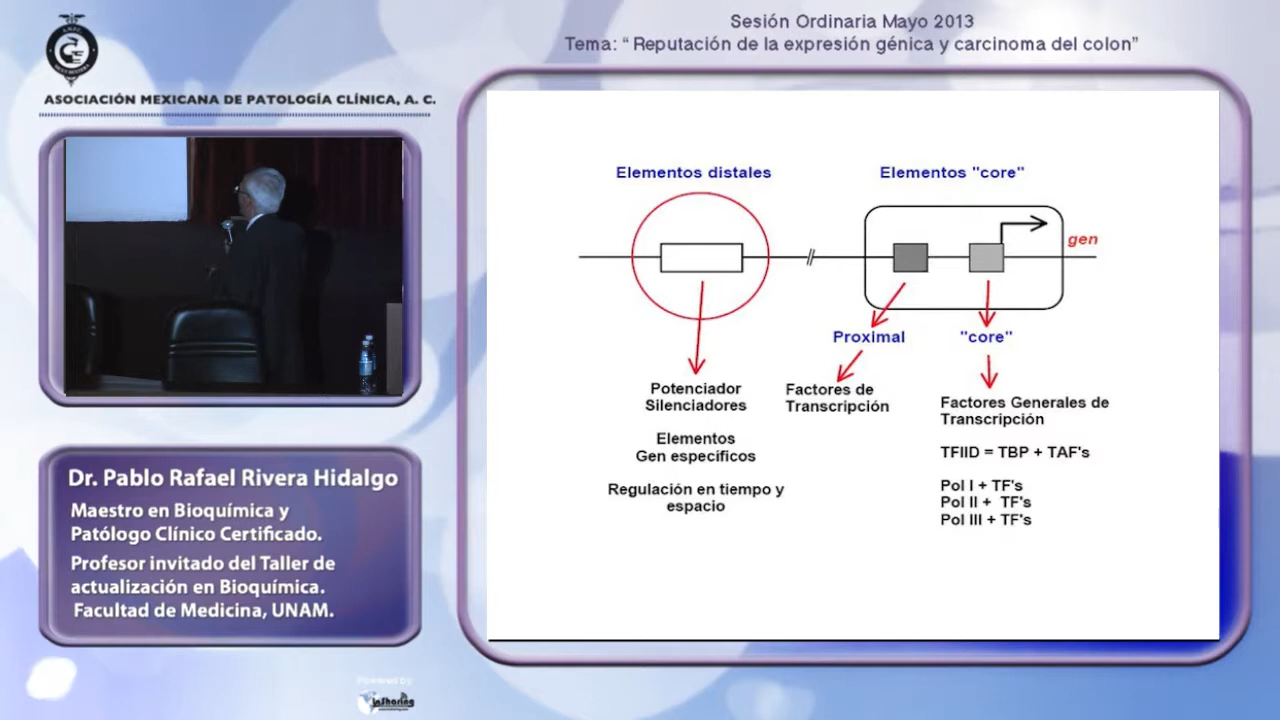 Sesión Ordinaria Mayo 2013
Tema: “ Reputación de la expresión génica y carcinoma del colon”
ASOCIACIÓN MEXICANA DE PATOLOGÍA CLÍNICA, A. C.
Elementos distales
Elementos "core"
gen
Proximal
"core"
Potenciador
Silenciadores
Elementos
Gen específicos
Regulación en tiempo y
espacio
Factores de
Transcripción
Factores Generales de
Transcripción
TFIID = TBP + TAF's
Pol I + TF's
Pol II + TF's
Pol III + TF's
Dr. Pablo Rafael Rivera Hidalgo
Maestro en Bioquímica y
Patólogo Clínico Certificado.
Profesor invitado del Taller de
actualización en Bioquímica.
Facultad de Medicina, UNAM.
Powered by:
InSharing